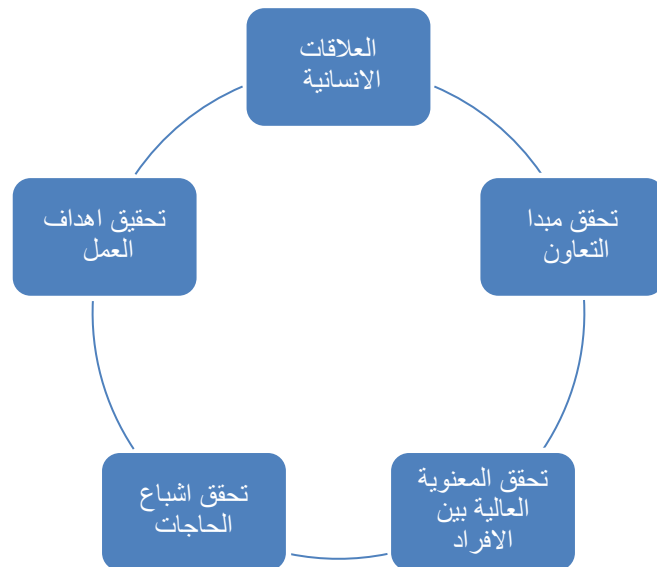 العلاقات
الانسانية
تحقق مبدا
التعاون
تحقق المعنوية
العالية بين
الافراد
تحقق اشباع
الحاجات
تحقيق اهداف
العمل